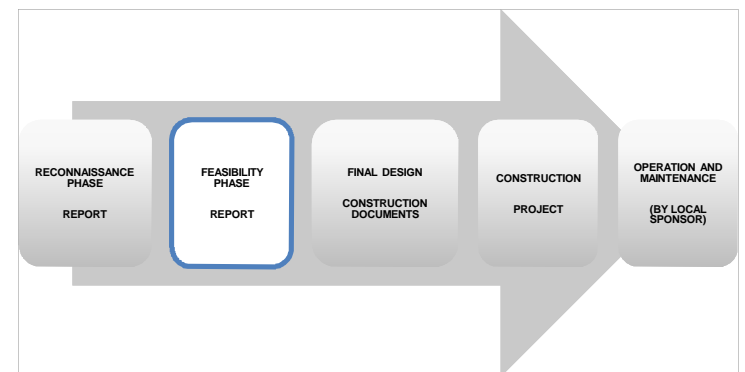 RECONNAISSANCE
PHASE
REPORT
FEASIBILITY
PHASE
REPORT
FINAL DESIGN
CONSTRUCTION
DOCUMENTS
CONSTRUCTION
PROJECT
OPERATION AND
MAINTENANCE
(BY LOCAL
SPONSOR)